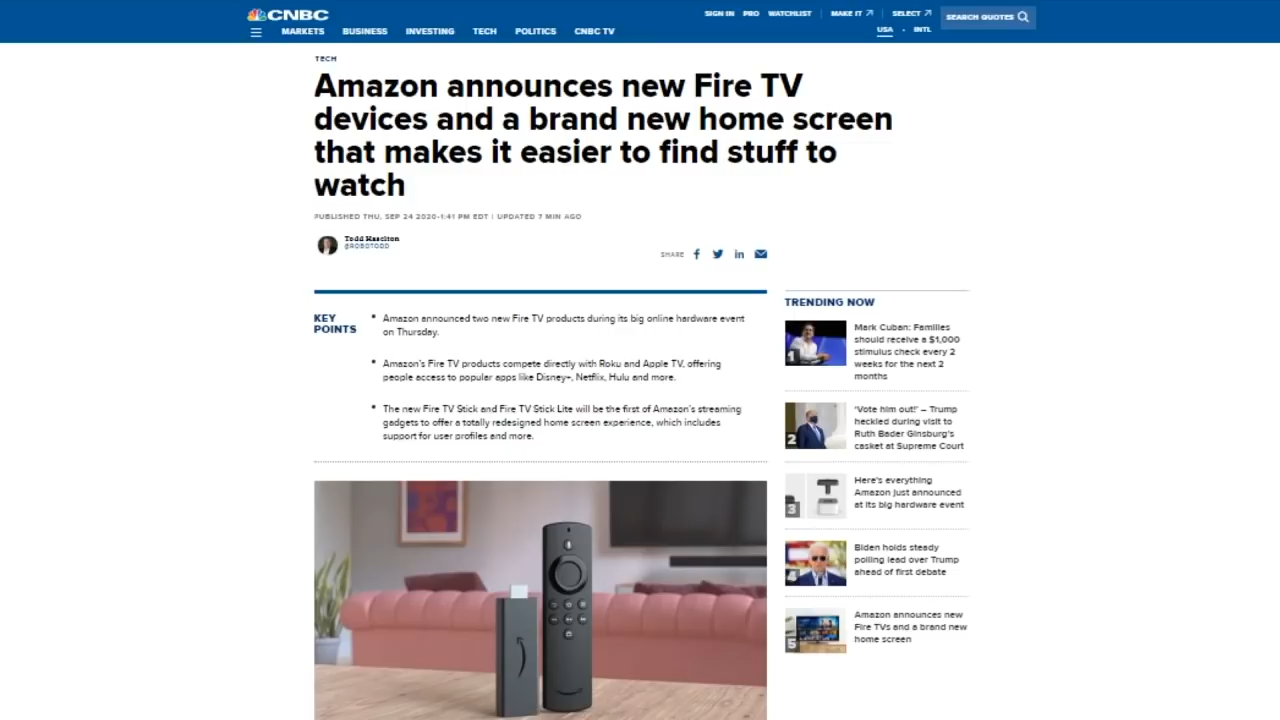 CNBC
SIGN IN PRO WATCHLIST MAKE IT SELECT SEARCH QUOTES
USA • INTL
MARKETS BUSINESS INVESTING TECH POLITICS CNBC TV
TECH
Amazon announces new Fire TV
devices and a brand new home screen
that makes it easier to find stuff to
watch
PUBLISHED THU, SEP 24 2020•1:41 PM EDT | UPDATED 7 MIN AGO
Todd Haselton
@ROBOTODD
SHARE
KEY
POINTS
• Amazon announced two new Fire TV products during its big online hardware event
on Thursday.
• Amazon's Fire TV products compete directly with Roku and Apple TV, offering
people access to popular apps like Disney+, Netflix, Hulu and more.
• The new Fire TV Stick and Fire TV Stick Lite will be the first of Amazon's streaming
gadgets to offer a totally redesigned home screen experience, which includes
support for user profiles and more.
TRENDING NOW
1
Mark Cuban: Families
should receive a $1,000
stimulus check every 2
weeks for the next 2
months
2
'Vote him out!' – Trump
heckled during visit to
Ruth Bader Ginsburg's
casket at Supreme Court
3
Here's everything
Amazon just announced
at its big hardware event
4
Biden holds steady
polling lead over Trump
ahead of first debate
5
Amazon announces new
Fire TVs and a brand new
home screen